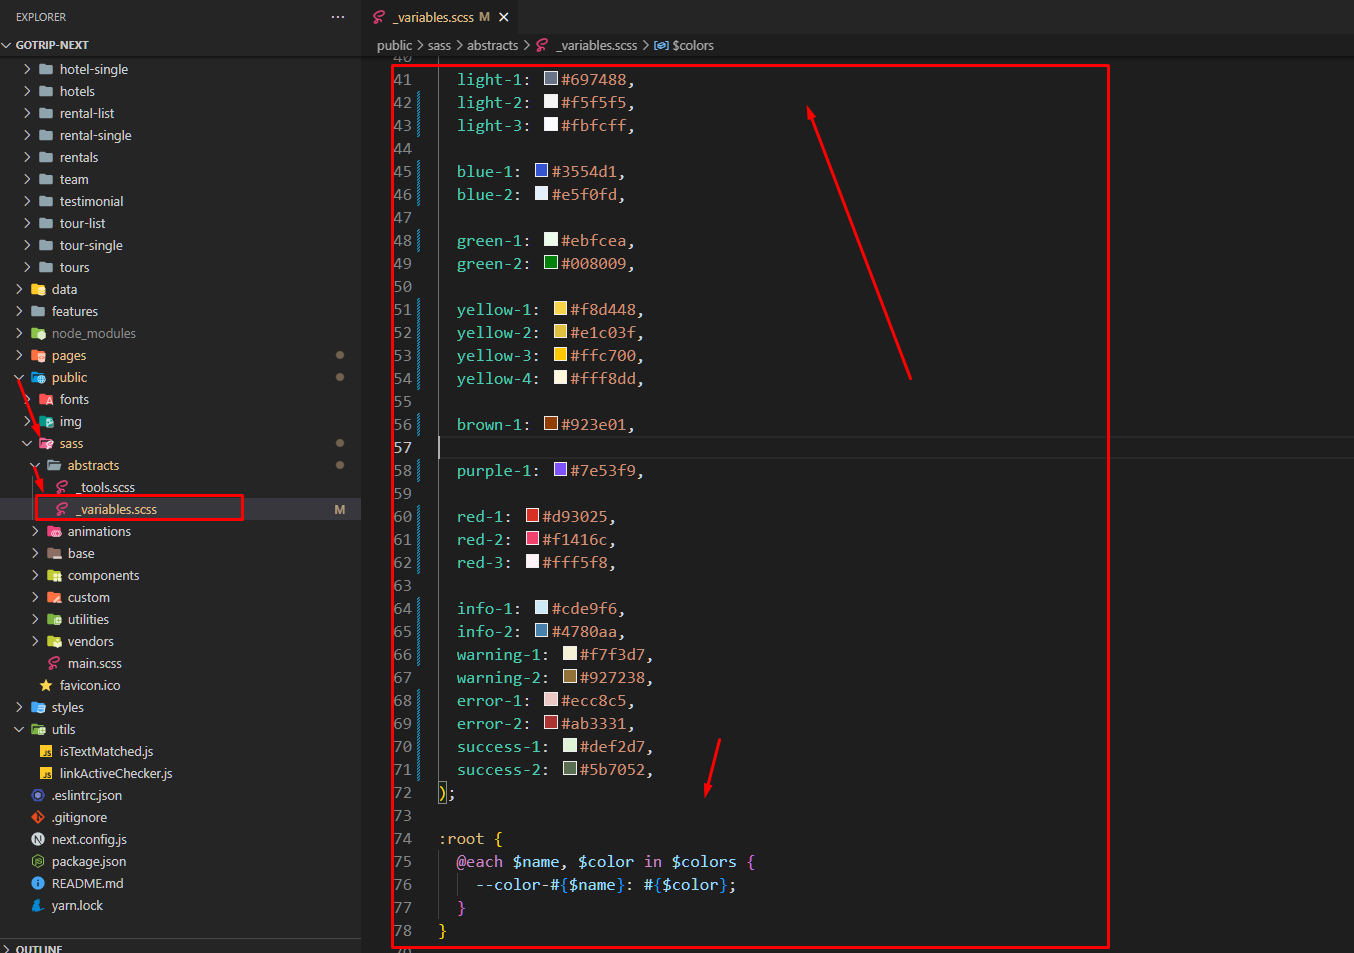 EXPLORER
GOTRIP-NEXT
hotel-single
hotels
rental-list
rental-single
rentals
team
testimonial
tour-list
tour-single
tours
data
features
node_modules
pages
public
fonts
img
sass
abstracts
_tools.scss
_variables.scss M
animations
base
components
custom
utilities
vendors
main.scss
favicon.ico
styles
utils
JS isTextMatched.js
JS linkActiveChecker.js
.eslintrc.json
.gitignore
N next.config.js
package.json
README.md
yarn.lock
OUTLINE
_variables.scss M
public > sass > abstracts > _variables.scss > $colors
40
41 light-1: #697488,
42 light-2: #f5f5f5,
43 light-3: #fbfcff,
44
45 blue-1: #3554d1,
46 blue-2: #e5f0fd,
47
48 green-1: #ebfcea,
49 green-2: #008009,
50
51 yellow-1: #f8d448,
52 yellow-2: #e1c03f,
53 yellow-3: #ffc700,
54 yellow-4: #fff8dd,
55
56 brown-1: #923e01,
57
58 purple-1: #7e53f9,
59
60 red-1: #d93025,
61 red-2: #f1416c,
62 red-3: #fff5f8,
63
64 info-1: #cde9f6,
65 info-2: #4780aa,
66 warning-1: #f7f3d7,
67 warning-2: #927238,
68 error-1: #ecc8c5,
69 error-2: #ab3331,
70 success-1: #def2d7,
71 success-2: #5b7052,
72 );
73
74 :root {
75 @each $name, $color in $colors {
76 --color-#{$name}: #{$color};
77 }
78 }